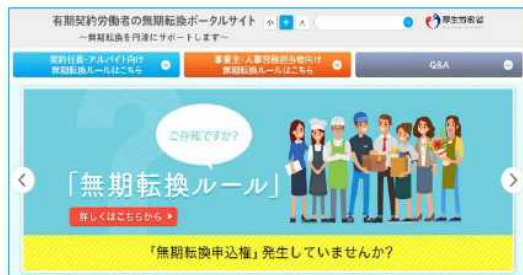 有期契約労働者の無期転換ポータルサイト
小 中 大
厚生労働省
～無期転換を円滑にサポートします～
契約社員・アルバイト向け
無期転換ルールはこちら
事業主・人事労務担当者向け
無期転換ルールはこちら
Q&A
ご存知ですか?
「無期転換ルール」
詳しくはこちらから
「無期転換申込権」発生していませんか?